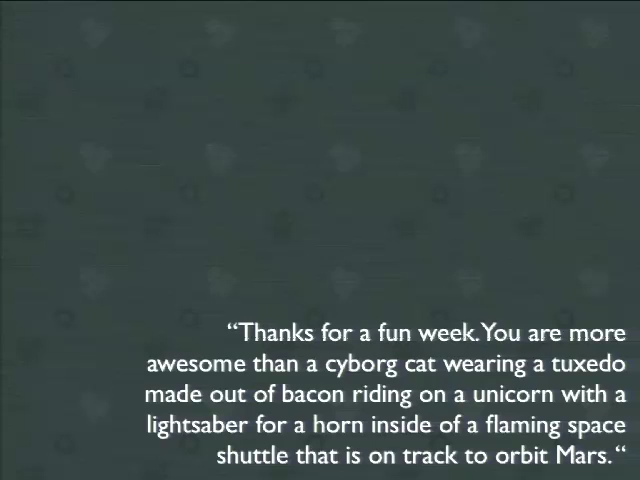 “Thanks for a fun week. You are more
awesome than a cyborg cat wearing a tuxedo
made out of bacon riding on a unicorn with a
lightsaber for a horn inside of a flaming space
shuttle that is on track to orbit Mars.“